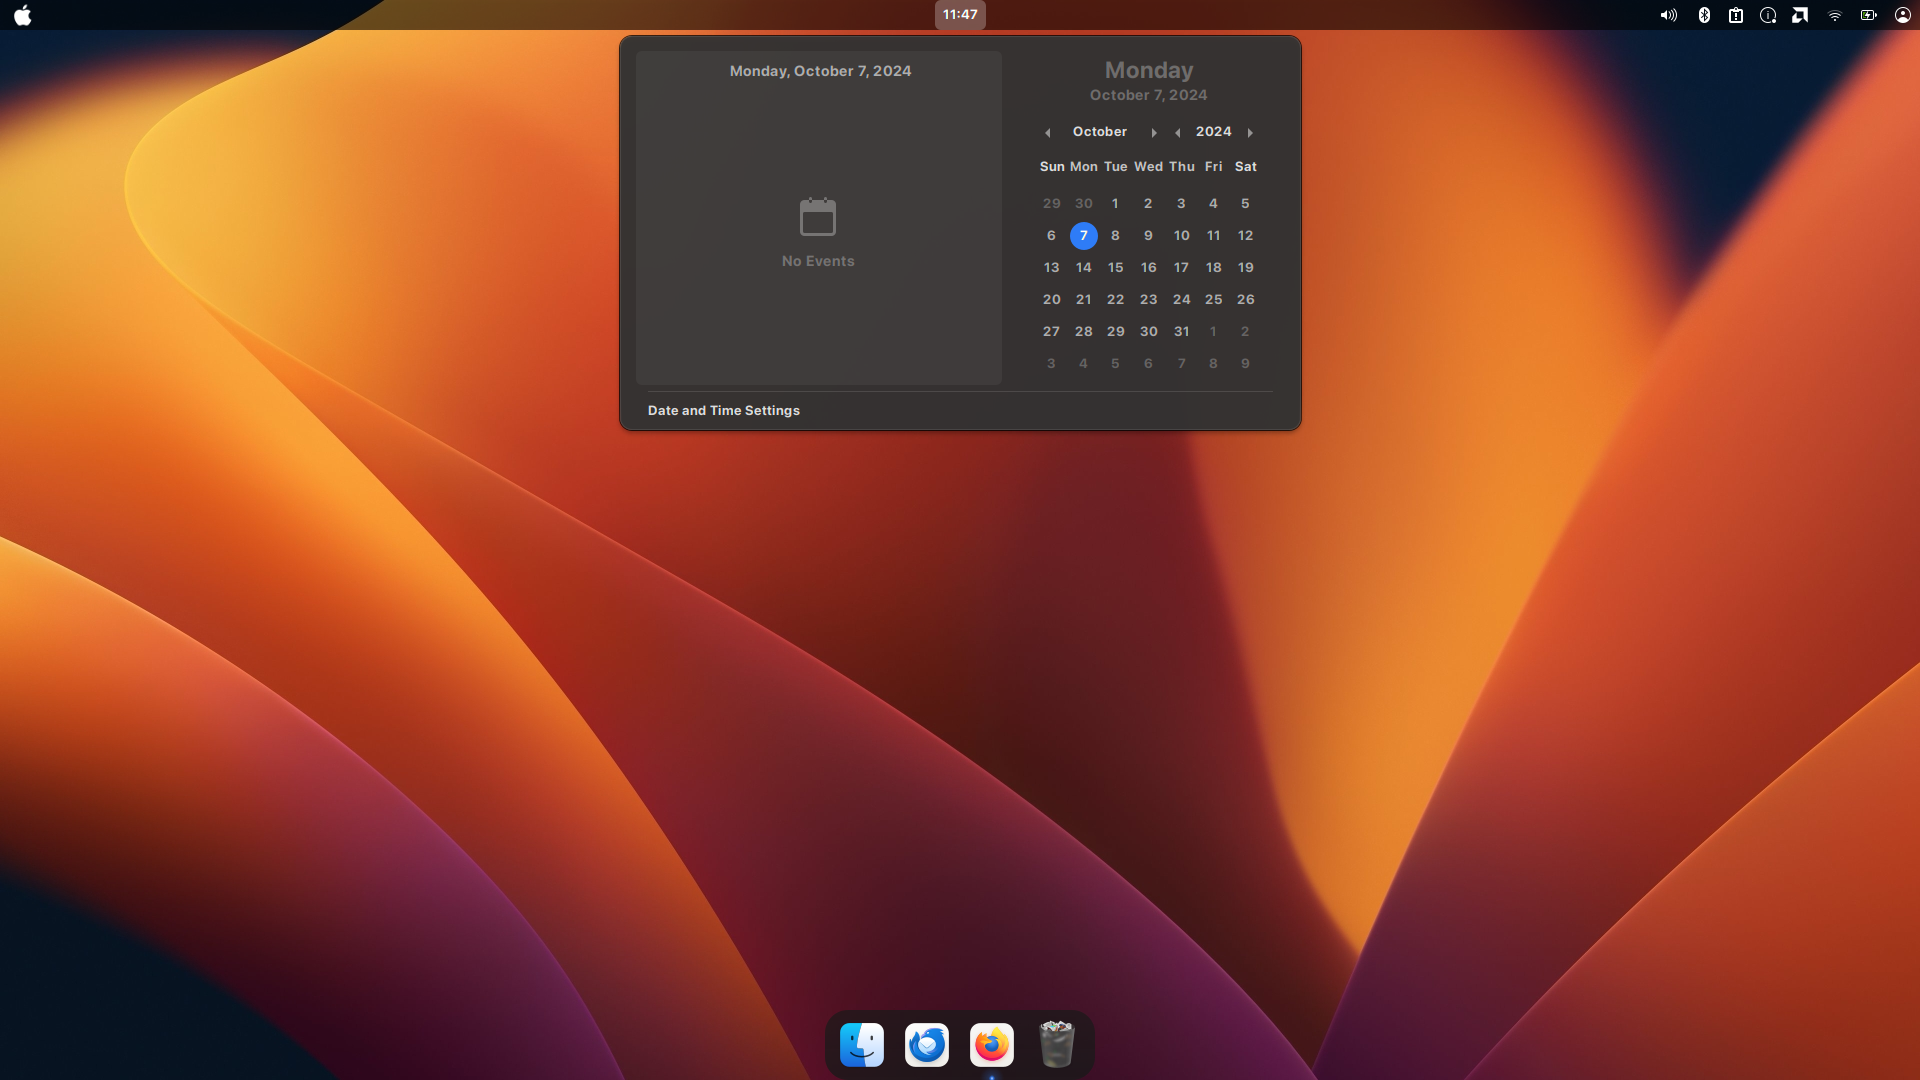 11:47
Monday, October 7, 2024
No Events
Monday
October 7, 2024
October 2024
Sun Mon Tue Wed Thu Fri Sat
29 30 1 2 3 4 5
6 7 8 9 10 11 12
13 14 15 16 17 18 19
20 21 22 23 24 25 26
27 28 29 30 31 1 2
3 4 5 6 7 8 9
Date and Time Settings